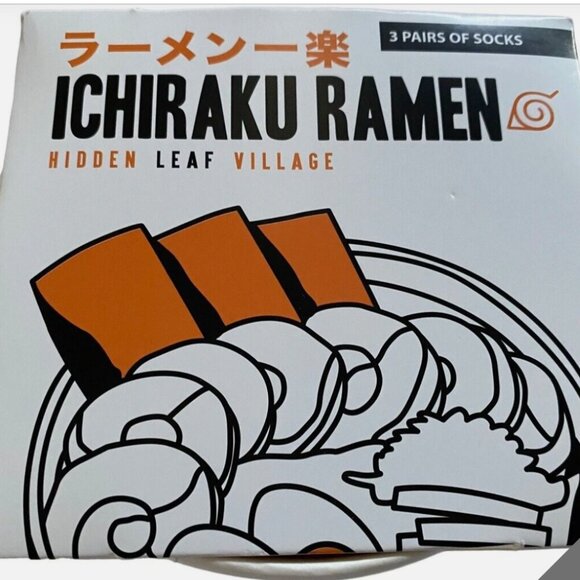 ラーメン一楽
3 PAIRS OF SOCKS
ICHIRAKU RAMEN
HIDDEN LEAF VILLAGE